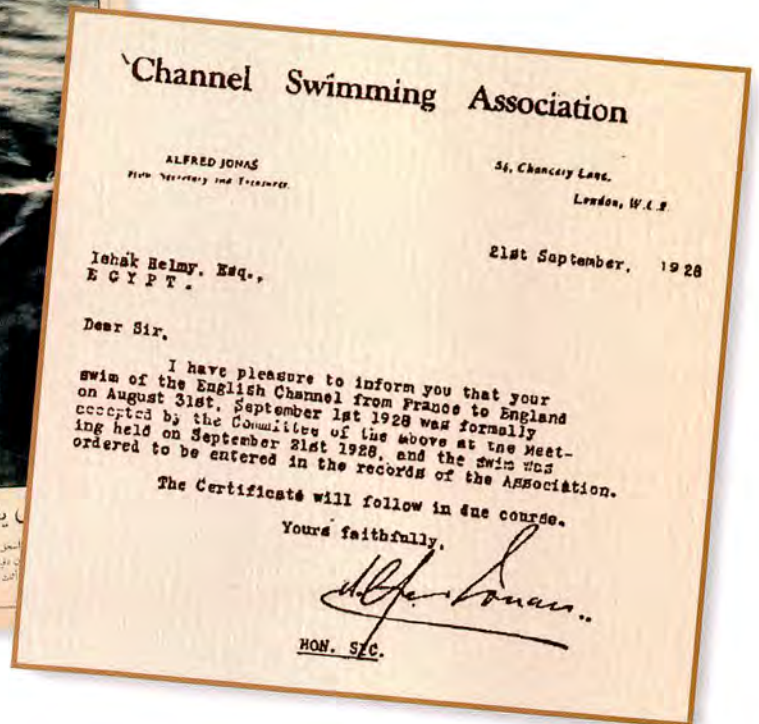 Channel Swimming Association
ALFRED JONAS
Hon. Secretary and Treasurer.
54, Chancery Lane,
London, W.C.2.
21st September, 1928
Ishak Helmy. Esq.,
E G Y P T .
Dear Sir,
I have pleasure to inform you that your
swim of the English Channel from France to England
on August 31st. September 1st 1928 was formally
accepted by the Committee of the above at the Meet-
ing held on September 21st 1928, and the swim was
ordered to be entered in the records of the Association.
The Certificate will follow in due course.
Yours faithfully,
HON. SEC.